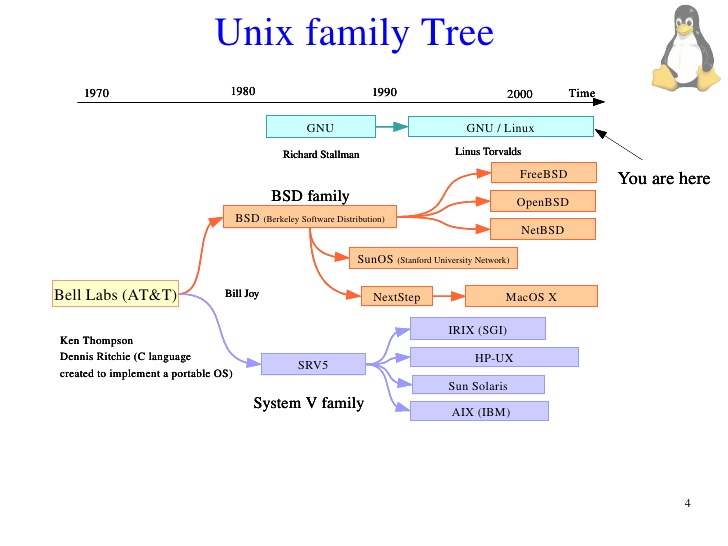 Unix family Tree
1970 1980 1990 2000 Time
GNU GNU / Linux
Richard Stallman Linus Torvalds
You are here
FreeBSD
BSD family
OpenBSD
BSD (Berkeley Software Distribution)
NetBSD
SunOS (Stanford University Network)
Bell Labs (AT&T) Bill Joy NextStep MacOS X
IRIX (SGI)
Ken Thompson
Dennis Ritchie (C language
created to implement a portable OS)
SRV5 HP-UX
Sun Solaris
System V family AIX (IBM)
4